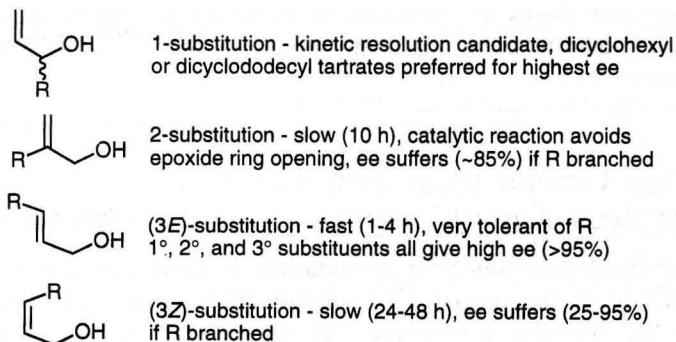 OH
R
1-substitution - kinetic resolution candidate, dicyclohexyl
or dicyclododecyl tartrates preferred for highest ee
R
OH
2-substitution - slow (10 h), catalytic reaction avoids
epoxide ring opening, ee suffers (~85%) if R branched
R
OH
(3E)-substitution - fast (1-4 h), very tolerant of R
1°, 2°, and 3° substituents all give high ee (>95%)
R
OH
(3Z)-substitution - slow (24-48 h), ee suffers (25-95%)
if R branched